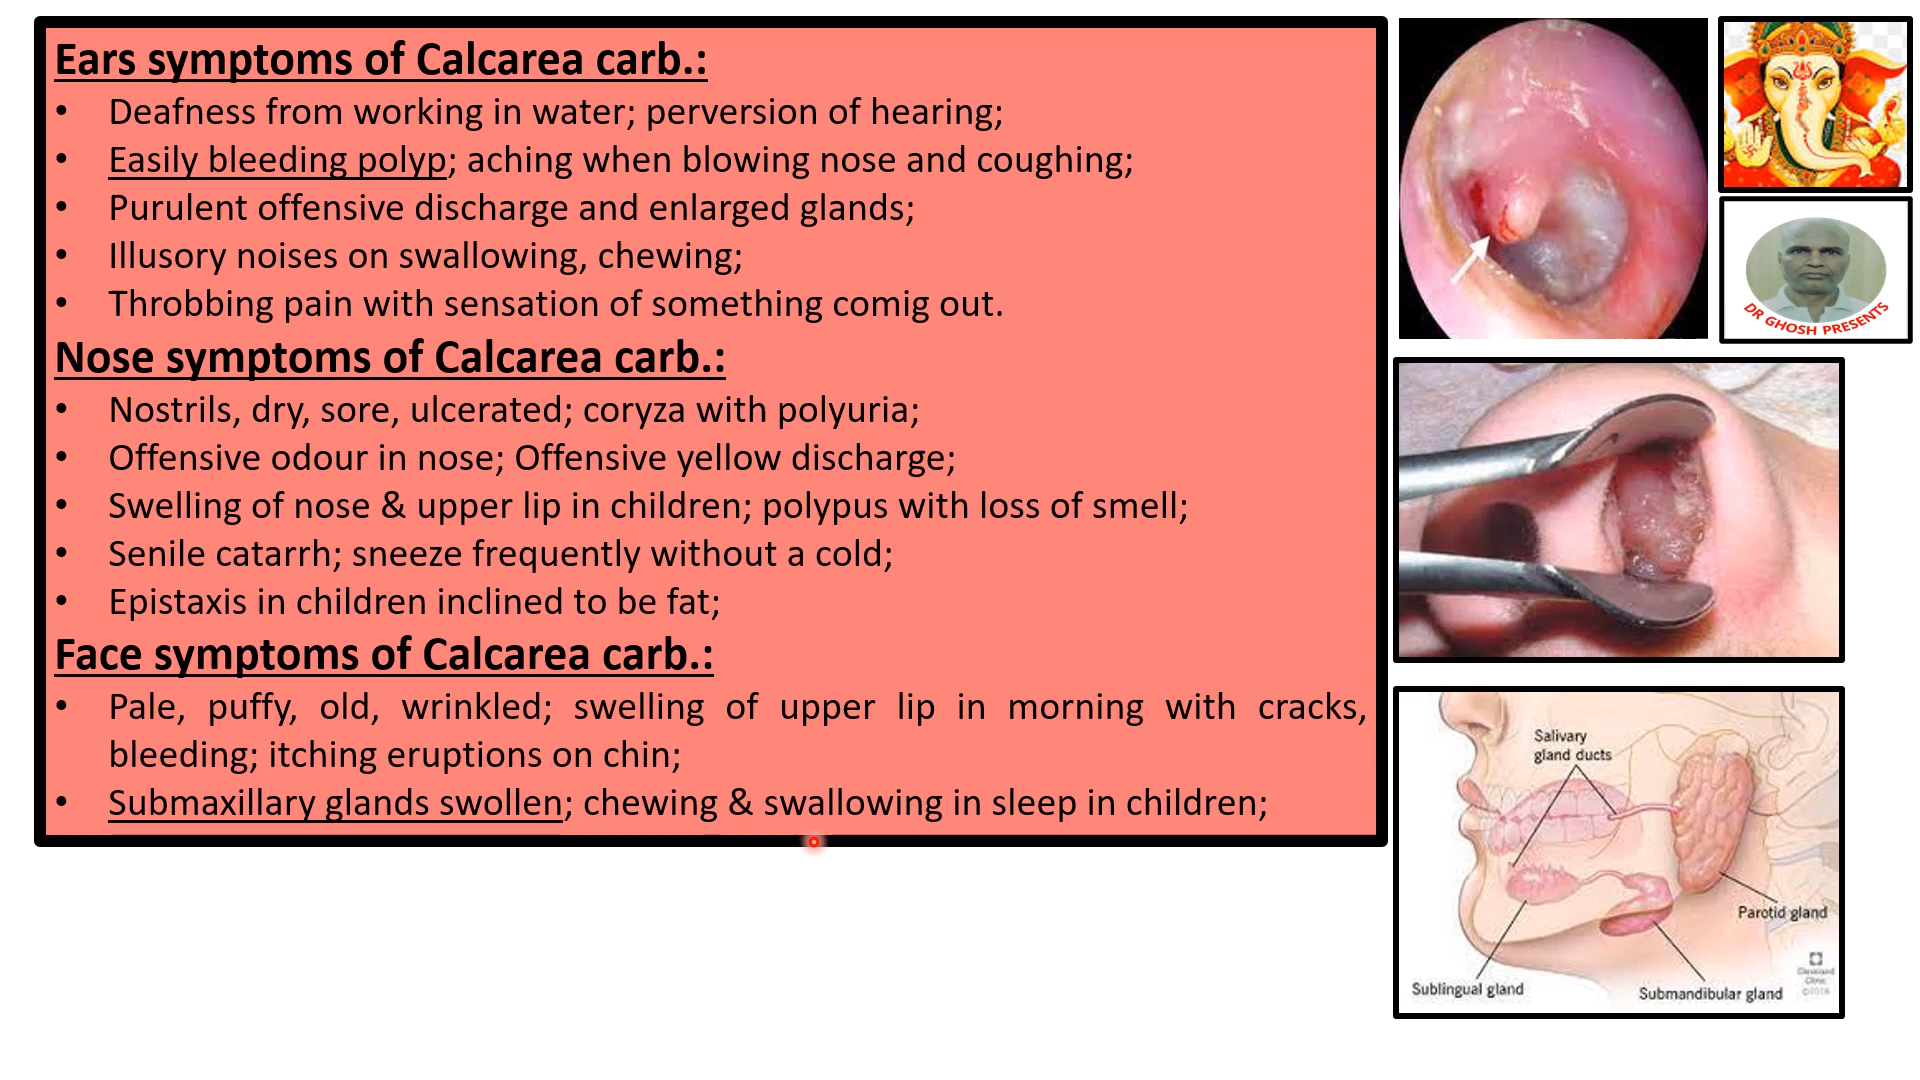 Ears symptoms of Calcarea carb.:
• Deafness from working in water; perversion of hearing;
• Easily bleeding polyp; aching when blowing nose and coughing;
• Purulent offensive discharge and enlarged glands;
• Illusory noises on swallowing, chewing;
• Throbbing pain with sensation of something comig out.
Nose symptoms of Calcarea carb.:
• Nostrils, dry, sore, ulcerated; coryza with polyuria;
• Offensive odour in nose; Offensive yellow discharge;
• Swelling of nose & upper lip in children; polypus with loss of smell;
• Senile catarrh; sneeze frequently without a cold;
• Epistaxis in children inclined to be fat;
Face symptoms of Calcarea carb.:
• Pale, puffy, old, wrinkled; swelling of upper lip in morning with cracks,
bleeding; itching eruptions on chin;
• Submaxillary glands swollen; chewing & swallowing in sleep in children;
DR GHOSH PRESENTS
Salivary
gland ducts
Parotid gland
Sublingual gland
Submandibular gland
Cleveland
Clinic
©2016